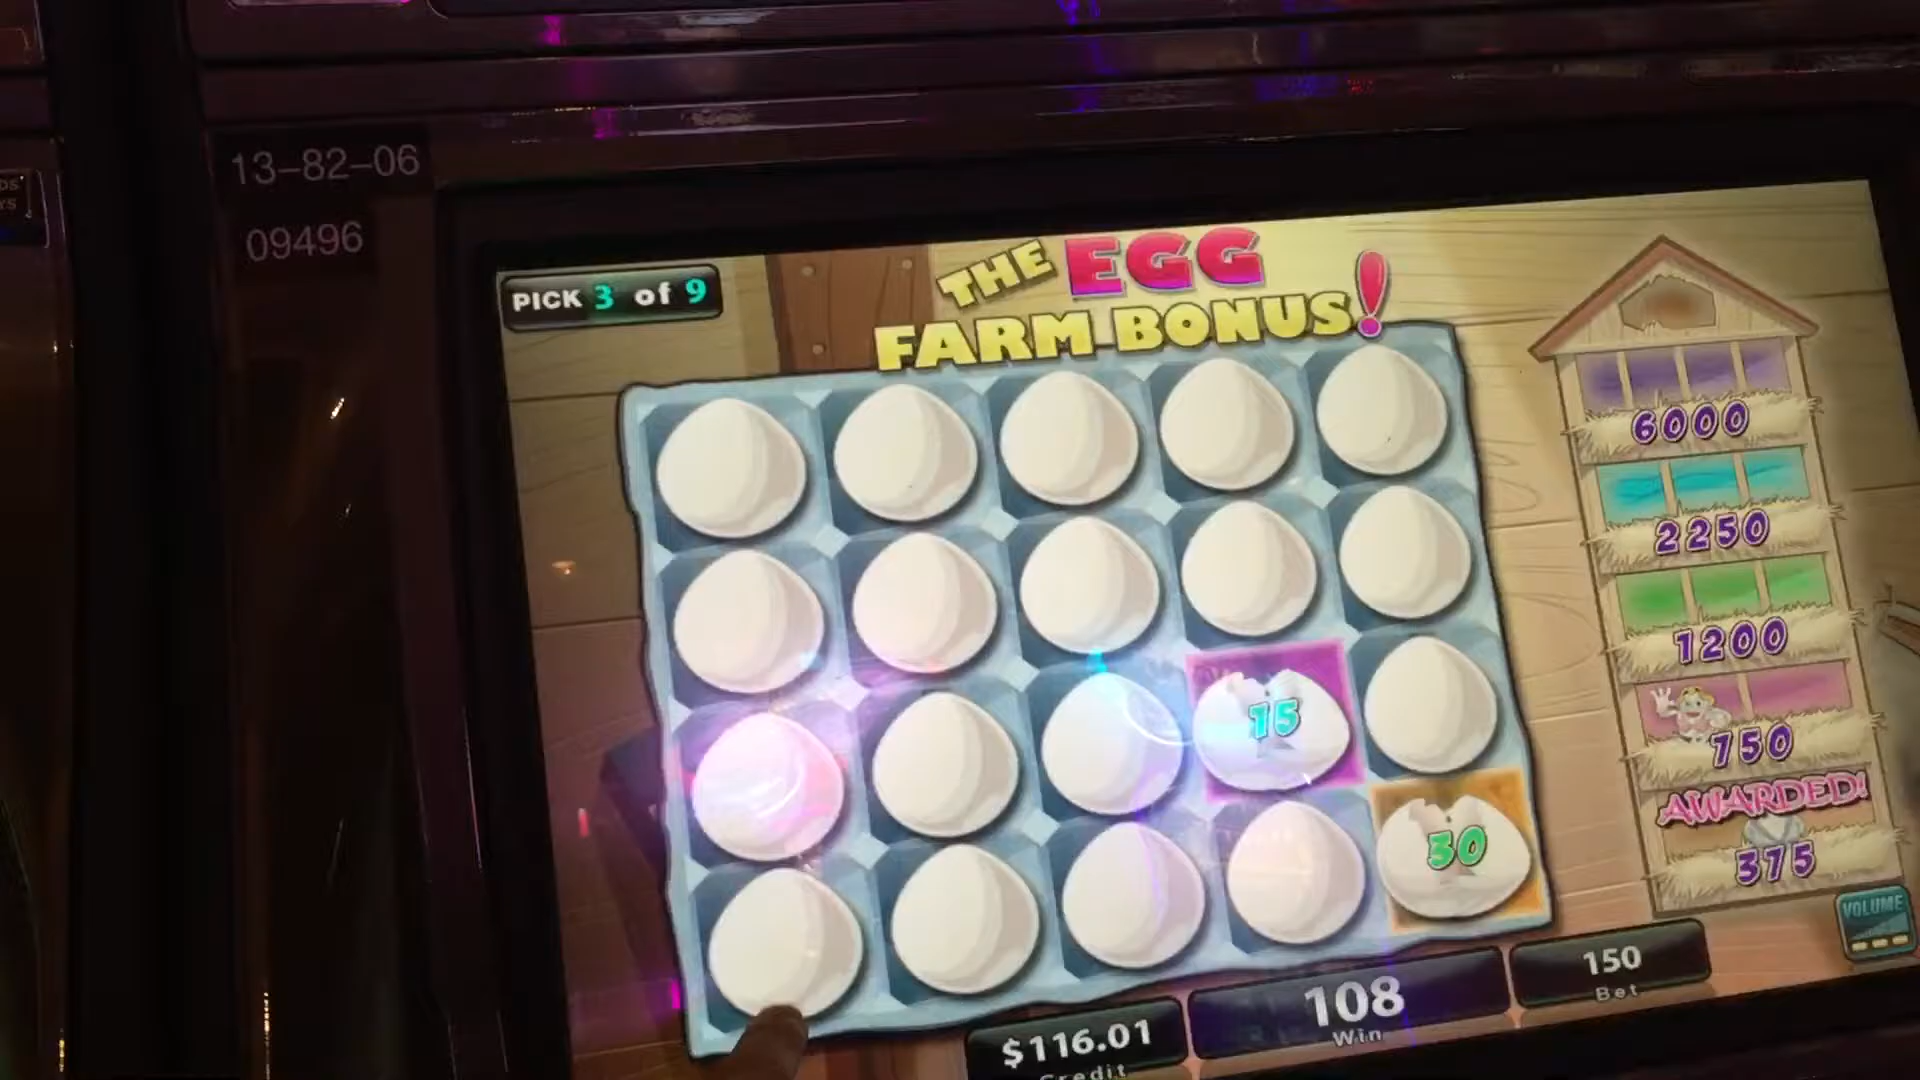 13-82-06
09496
PICK 3 of 9
THE EGG
FARM BONUS!
6000
2250
1200
750
AWARDED!
375
15
30
VOLUME
$116.01
Credit
108
Win
150
Bet